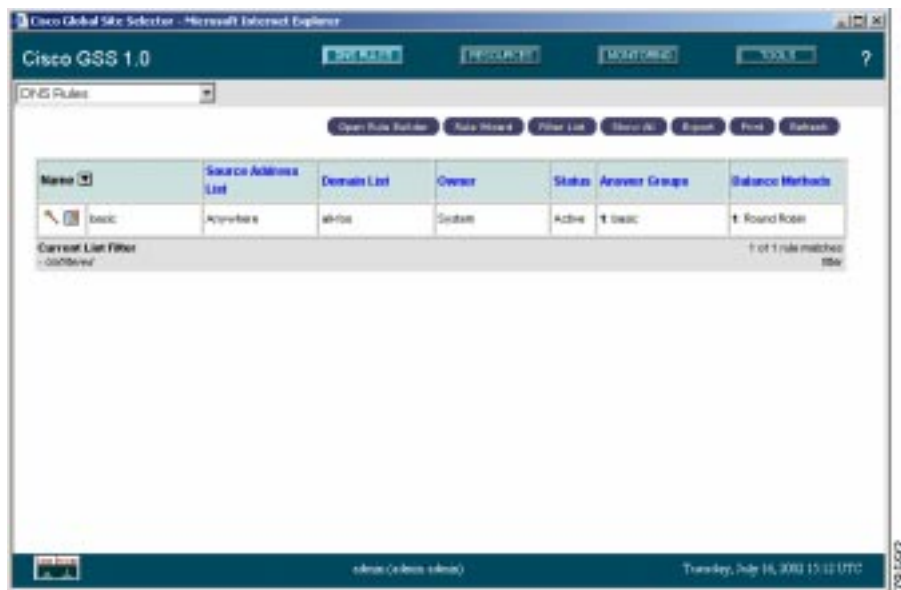 Cisco Global Site Selector - Microsoft Internet Explorer
Cisco GSS 1.0
DNS RULES RESOURCES MONITORING TOOLS ?
DNS Rules
Open Rule Builder Rule Wizard Filter List Show All Export Print Refresh
Name Source Address List Domain List Owner Status Answer Groups Balance Methods
basic Anywhere System Active 1: basic 1: Round Robin
Current List Filter
1 of 1 rule matches filter
- unfiltered
admin (admin admin) Tuesday, July 16, 2002 15:12 UTC